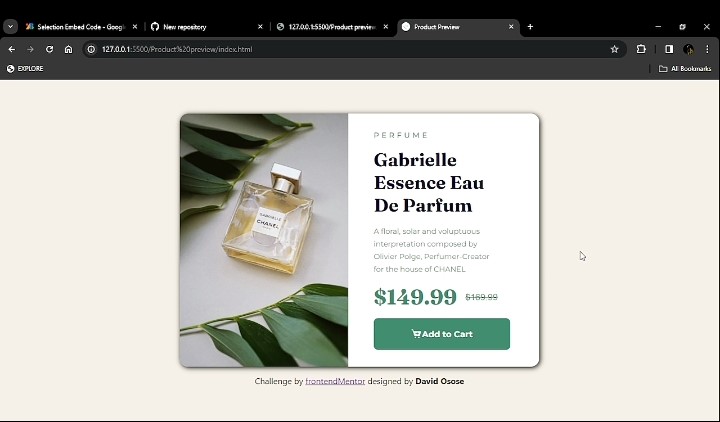 Selection Embed Code - Googl
New repository
127.0.0.1:5500/Product preview
Product Preview
127.0.0.1:5500/Product%20preview/index.html
EXPLORE
All Bookmarks
PERFUME
Gabrielle
Essence Eau
De Parfum
A floral, solar and voluptuous
interpretation composed by
Olivier Polge, Perfumer-Creator
for the house of CHANEL
$149.99 $169.99
Add to Cart
GABRIELLE
CHANEL
Challenge by frontendMentor designed by David Osose